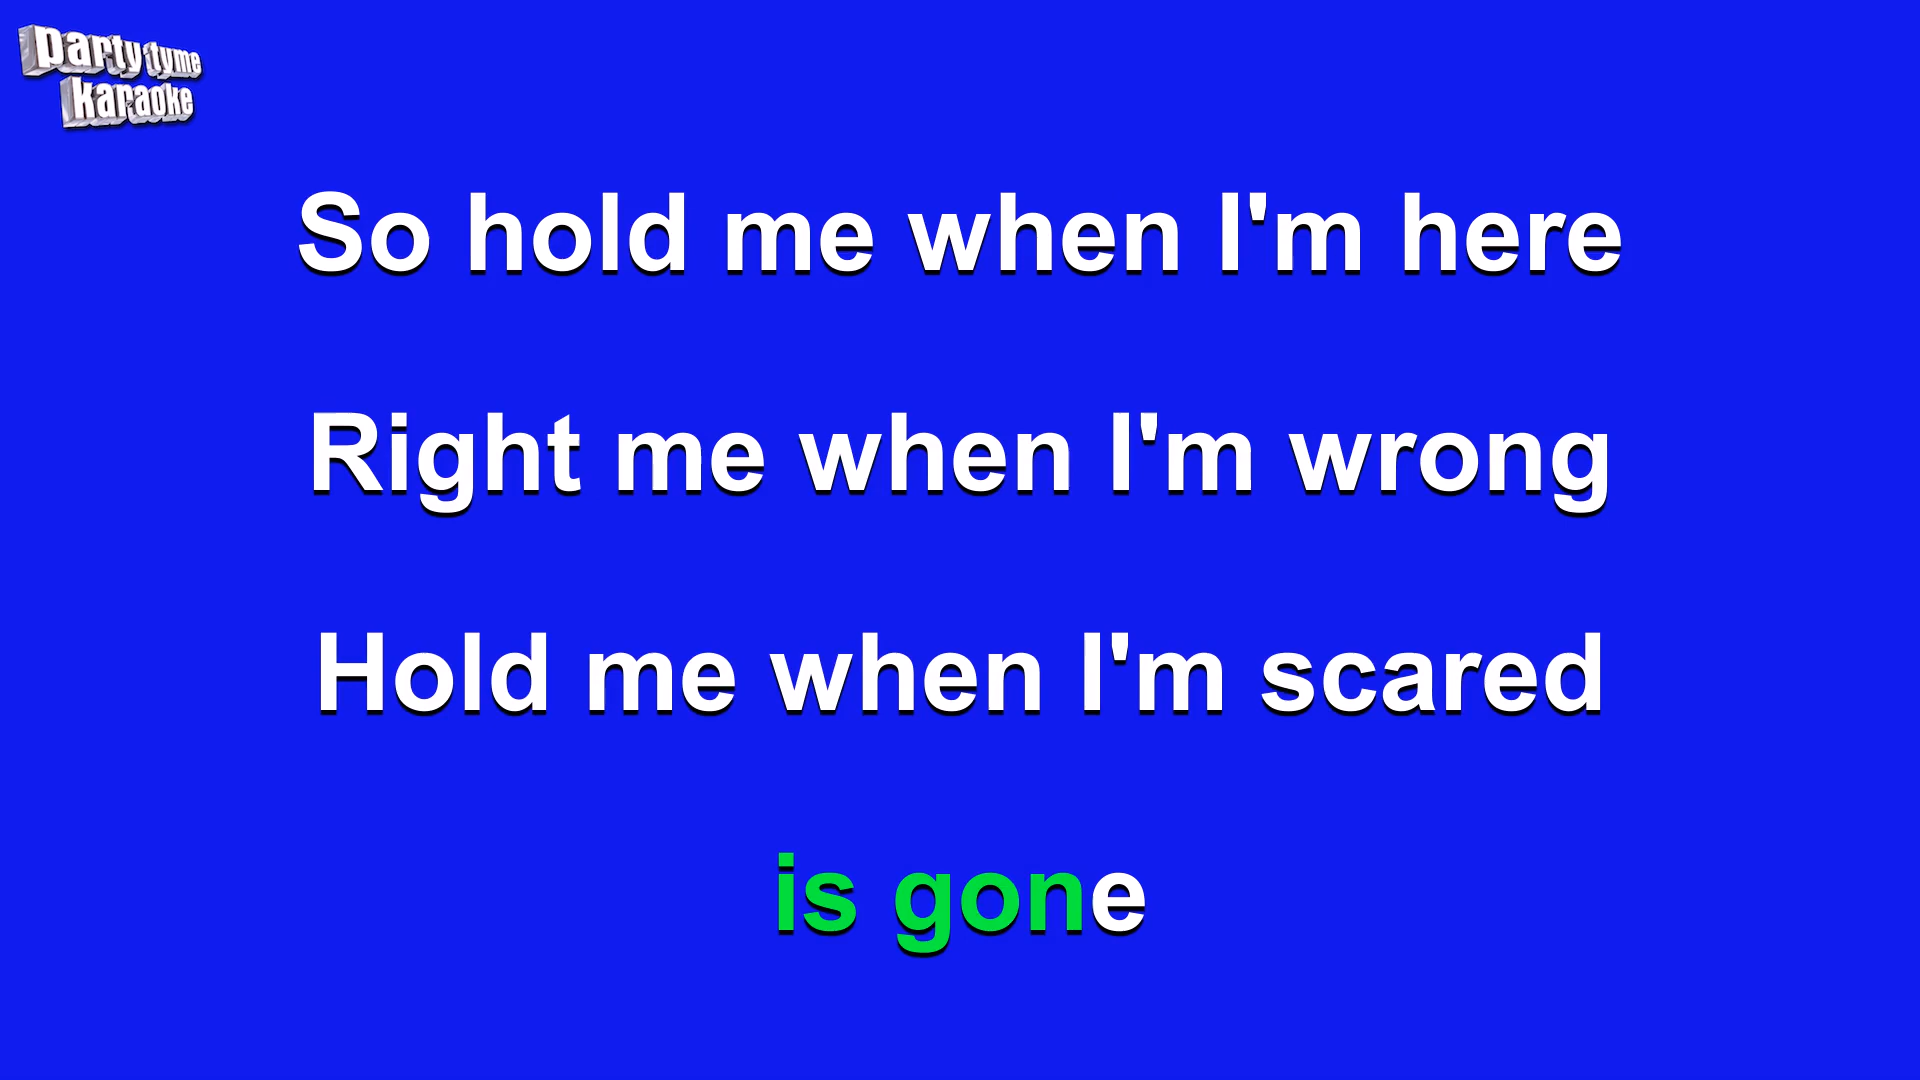 party tyme
karaoke
So hold me when I'm here
Right me when I'm wrong
Hold me when I'm scared
is gone